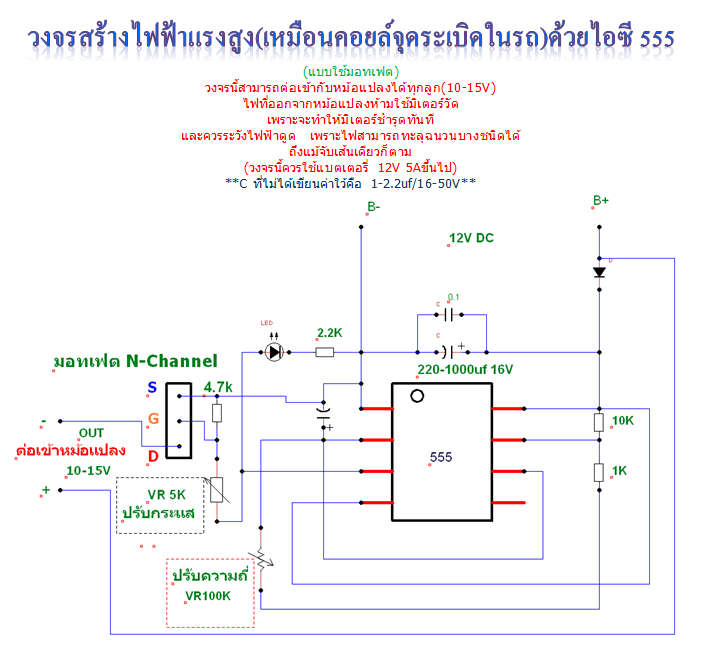 วงจรสร้างไฟฟ้าแรงสูง(เหมือนคอยล์จุดระเบิดในรถ)ด้วยไอซี 555
(แบบใช้มอทเฟต)
วงจรนี้สามารถต่อเข้ากับหม้อแปลงได้ทุกลูก(10-15V)
ไฟที่ออกจากหม้อแปลงห้ามใช้มิเตอร์วัด
เพราะจะทำให้มิเตอร์ชำรุดทันที
และควรระวังไฟฟ้าดูด เพราะไฟสามารถทะลุฉนวนบางชนิดได้
ถึงแม้จับเส้นเดียวก็ตาม
(วงจรนี้ควรใช้แบตเตอรี่ 12V 5Aขึ้นไป)
**C ที่ไม่ได้เขียนค่าใว้คือ 1-2.2uf/16-50V**
B-
B+
12V DC
D
C
0.1
LED
2.2K
C
+
220-1000uf 16V
มอทเฟต N-Channel
S
4.7k
G
+
10K
-
OUT
ต่อเข้าหม้อแปลง
D
555
10-15V
1K
+
VR 5K
ปรับกระแส
ปรับความถี่
VR100K